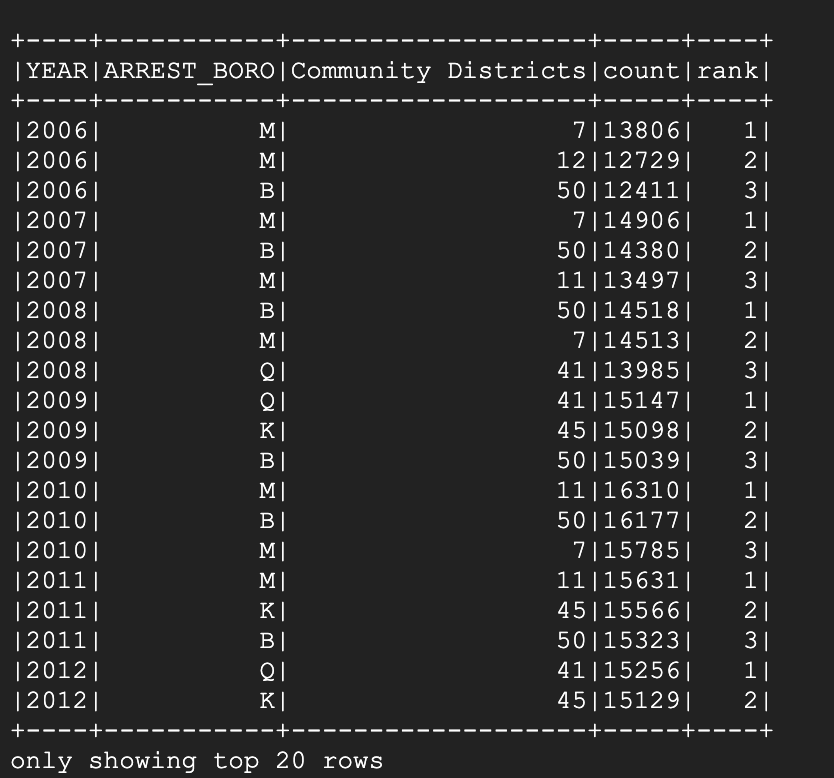 +----+-----------+-------------------+-----+----+
|YEAR|ARREST_BORO|Community Districts|count|rank|
+----+-----------+-------------------+-----+----+
|2006|          M|                  7|13806|   1|
|2006|          M|                 12|12729|   2|
|2006|          B|                 50|12411|   3|
|2007|          M|                  7|14906|   1|
|2007|          B|                 50|14380|   2|
|2007|          M|                 11|13497|   3|
|2008|          B|                 50|14518|   1|
|2008|          M|                  7|14513|   2|
|2008|          Q|                 41|13985|   3|
|2009|          Q|                 41|15147|   1|
|2009|          K|                 45|15098|   2|
|2009|          B|                 50|15039|   3|
|2010|          M|                 11|16310|   1|
|2010|          B|                 50|16177|   2|
|2010|          M|                  7|15785|   3|
|2011|          M|                 11|15631|   1|
|2011|          K|                 45|15566|   2|
|2011|          B|                 50|15323|   3|
|2012|          Q|                 41|15256|   1|
|2012|          K|                 45|15129|   2|
+----+-----------+-------------------+-----+----+
only showing top 20 rows